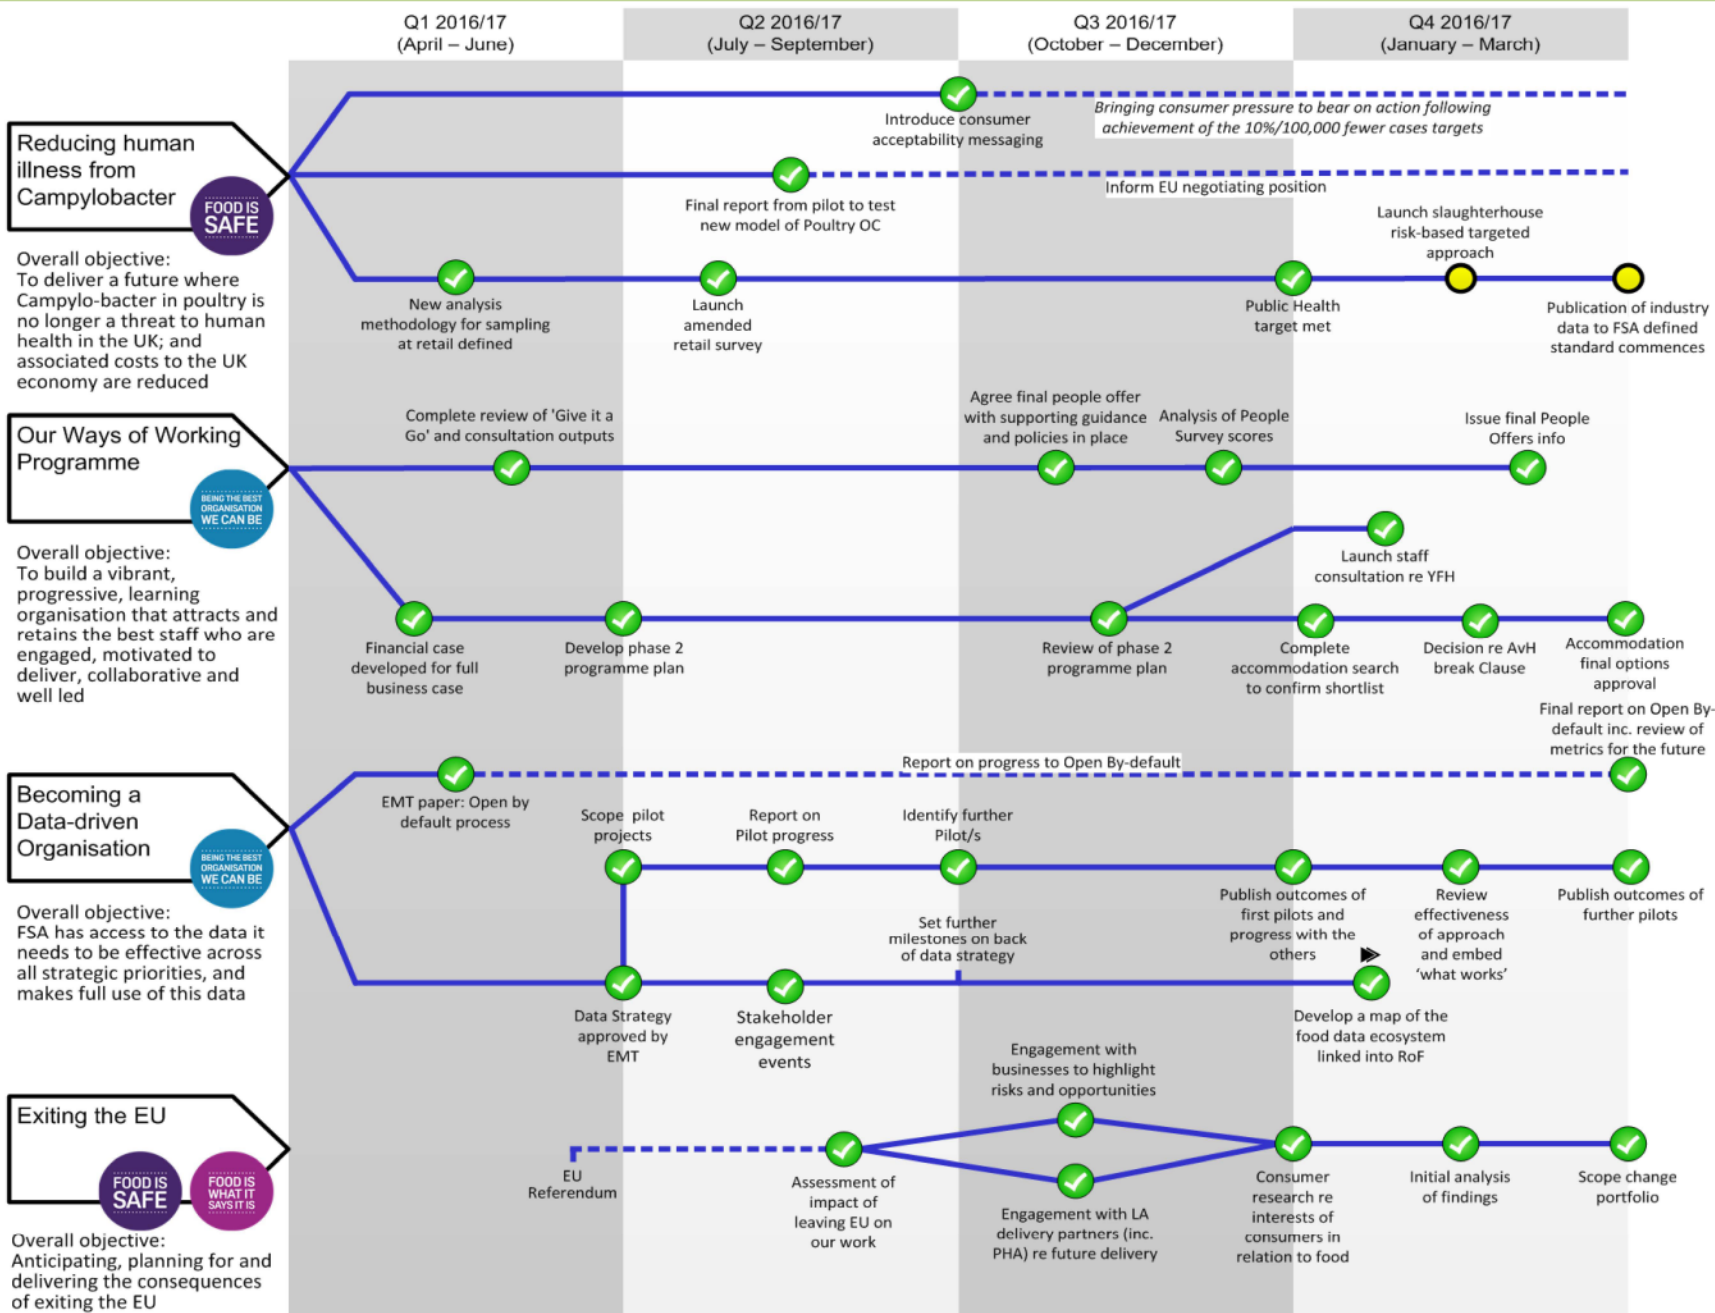 Q1 2016/17
(April – June)
Q2 2016/17
(July – September)
Q3 2016/17
(October – December)
Q4 2016/17
(January – March)
Reducing human
illness from
Campylobacter
FOOD IS
SAFE
Overall objective:
To deliver a future where
Campylo-bacter in poultry is
no longer a threat to human
health in the UK; and
associated costs to the UK
economy are reduced
Introduce consumer
acceptability messaging
Bringing consumer pressure to bear on action following
achievement of the 10%/100,000 fewer cases targets
Final report from pilot to test
new model of Poultry OC
Inform EU negotiating position
New analysis
methodology for sampling
at retail defined
Launch
amended
retail survey
Public Health
target met
Launch slaughterhouse
risk-based targeted
approach
Publication of industry
data to FSA defined
standard commences
Our Ways of Working
Programme
BEING THE BEST
ORGANISATION
WE CAN BE
Overall objective:
To build a vibrant,
progressive, learning
organisation that attracts and
retains the best staff who are
engaged, motivated to
deliver, collaborative and
well led
Complete review of 'Give it a
Go' and consultation outputs
Agree final people offer
with supporting guidance
and policies in place
Analysis of People
Survey scores
Issue final People
Offers info
Launch staff
consultation re YFH
Financial case
developed for full
business case
Develop phase 2
programme plan
Review of phase 2
programme plan
Complete
accommodation search
to confirm shortlist
Decision re AvH
break Clause
Accommodation
final options
approval
Becoming a
Data-driven
Organisation
BEING THE BEST
ORGANISATION
WE CAN BE
Overall objective:
FSA has access to the data it
needs to be effective across
all strategic priorities, and
makes full use of this data
EMT paper: Open by
default process
Report on progress to Open By-default
Final report on Open By-
default inc. review of
metrics for the future
Scope pilot
projects
Report on
Pilot progress
Identify further
Pilot/s
Publish outcomes of
first pilots and
progress with the
others
Review
effectiveness
of approach
and embed
‘what works’
Publish outcomes of
further pilots
Data Strategy
approved by
EMT
Stakeholder
engagement
events
Set further
milestones on back
of data strategy
Develop a map of the
food data ecosystem
linked into RoF
Exiting the EU
FOOD IS
SAFE
FOOD IS
WHAT IT
SAYS IT IS
Overall objective:
Anticipating, planning for and
delivering the consequences
of exiting the EU
EU
Referendum
Assessment of
impact of
leaving EU on
our work
Engagement with
businesses to highlight
risks and opportunities
Engagement with LA
delivery partners (inc.
PHA) re future delivery
Consumer
research re
interests of
consumers in
relation to food
Initial analysis
of findings
Scope change
portfolio